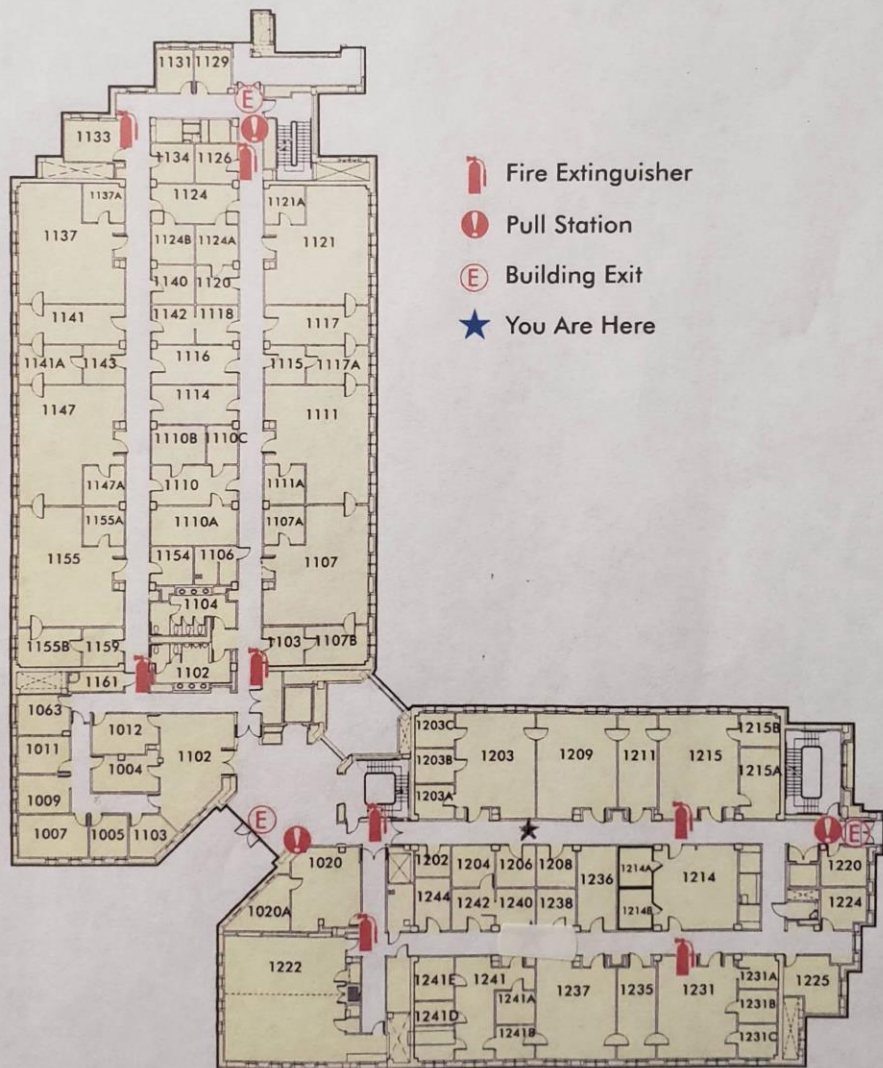 1131 1129
E
1133
1134 1126
1124
1137A
1137
1121A
1121
1124B 1124A
1140 1120
1141
1142 1118
1117
1141A 1143
1116
1115 1117A
1147
1114
1111
1110B 1110C
1147A
1110
1111A
1155A
1110A
1107A
1155
1154 1106
1107
1104
1155B 1159
1102
1103 1107B
1161
1063
1012
1102
1011
1004
1009
1007 1005 1103
E
Fire Extinguisher
Pull Station
E Building Exit
You Are Here
1203C
1203B
1203A
1203
1209
1211
1215
1215B
1215A
E
1020
1020A
1202 1204 1206 1208
1236
1214A
1214
1220
1244 1242 1240 1238
1214B
1224
1222
1241E 1241
1241A
1241D
1241B
1237
1235
1231
1231A
1231B
1231C
1225